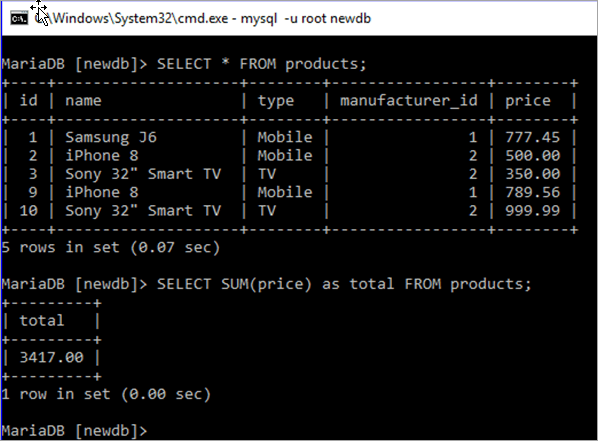 C:\Windows\System32\cmd.exe - mysql -u root newdb
MariaDB [newdb]> SELECT * FROM products;
+----+--------------------+--------+-----------------+--------+
| id | name               | type   | manufacturer_id | price  |
+----+--------------------+--------+-----------------+--------+
|  1 | Samsung J6         | Mobile |               1 | 777.45 |
|  2 | iPhone 8           | Mobile |               2 | 500.00 |
|  3 | Sony 32" Smart TV  | TV     |               2 | 350.00 |
|  9 | iPhone 8           | Mobile |               1 | 789.56 |
| 10 | Sony 32" Smart TV  | TV     |               2 | 999.99 |
+----+--------------------+--------+-----------------+--------+
5 rows in set (0.07 sec)
MariaDB [newdb]> SELECT SUM(price) as total FROM products;
+---------+
| total   |
+---------+
| 3417.00 |
+---------+
1 row in set (0.00 sec)
MariaDB [newdb]>